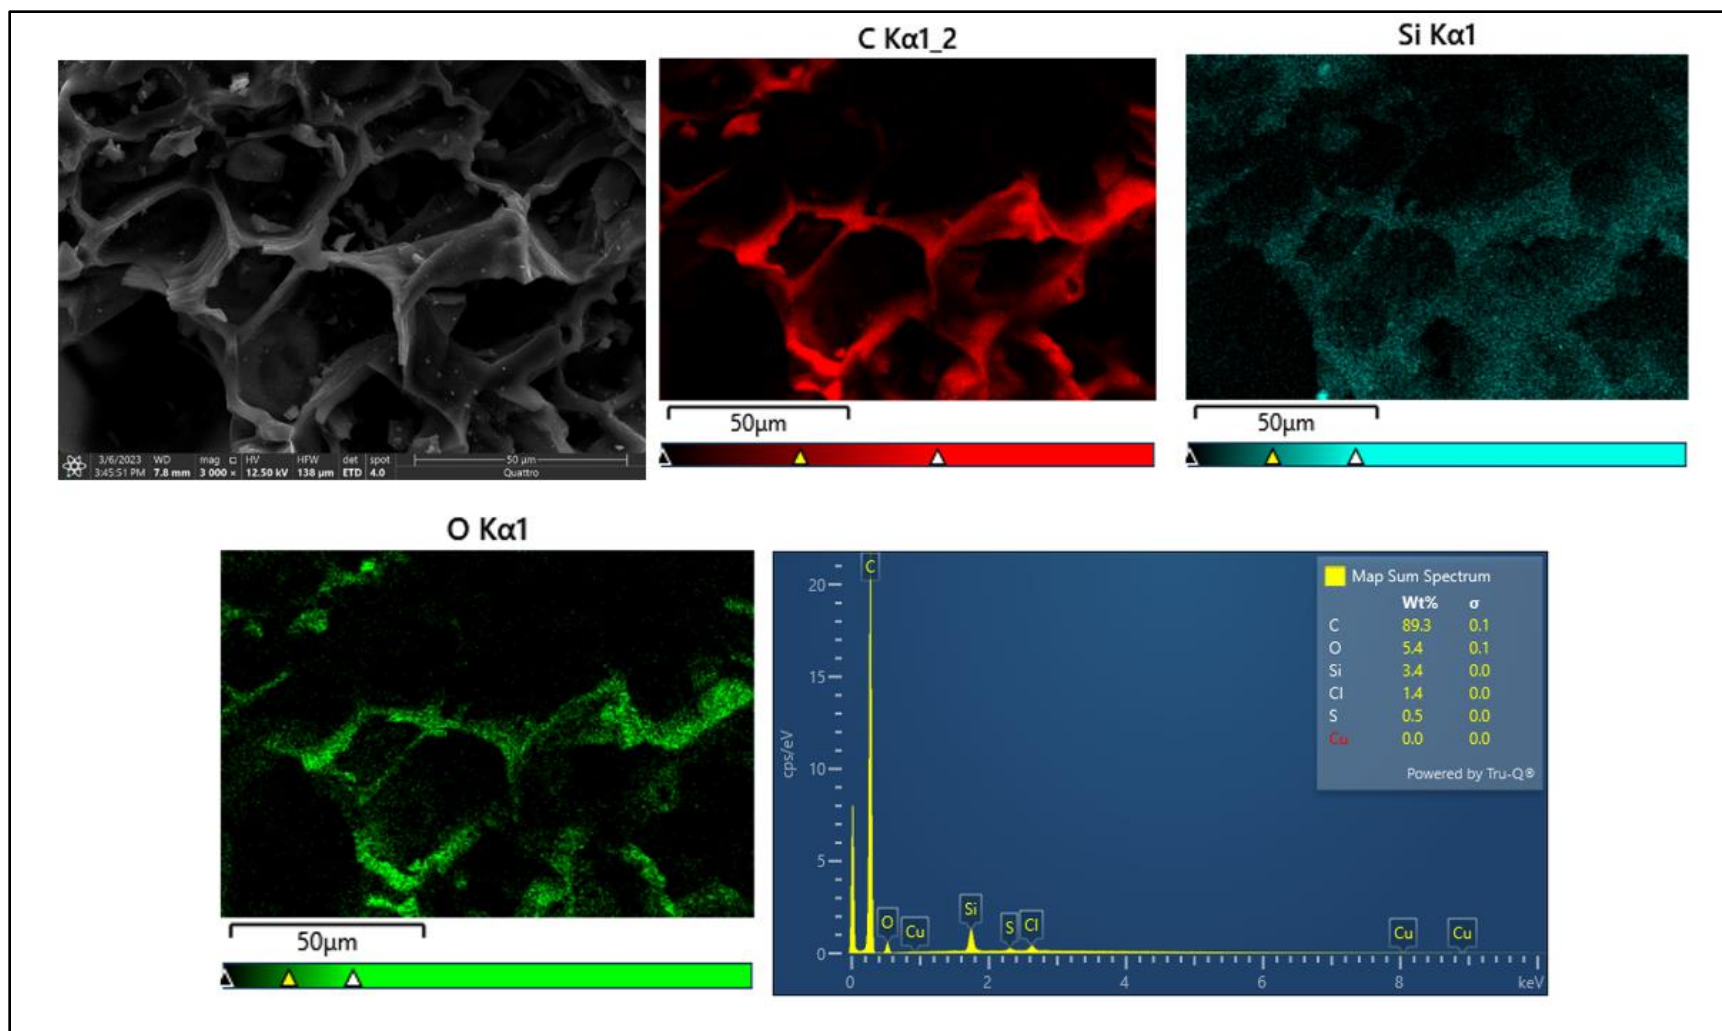 C Kα1_2
Si Kα1
3/6/2023 WD mag □ HV HFW det spot 50 µm
3:45:51 PM 7.8 mm 3 000 x 12.50 kV 138 µm ETD 4.0 Quattro
50µm
50µm
O Kα1
50µm
Map Sum Spectrum
Wt% σ
C 89.3 0.1
O 5.4 0.1
Si 3.4 0.0
Cl 1.4 0.0
S 0.5 0.0
Cu 0.0 0.0
Powered by Tru-Q®
cps/eV
20
15
10
5
0
C
O
Cu
Si
S
Cl
Cu
Cu
0 2 4 6 8 keV